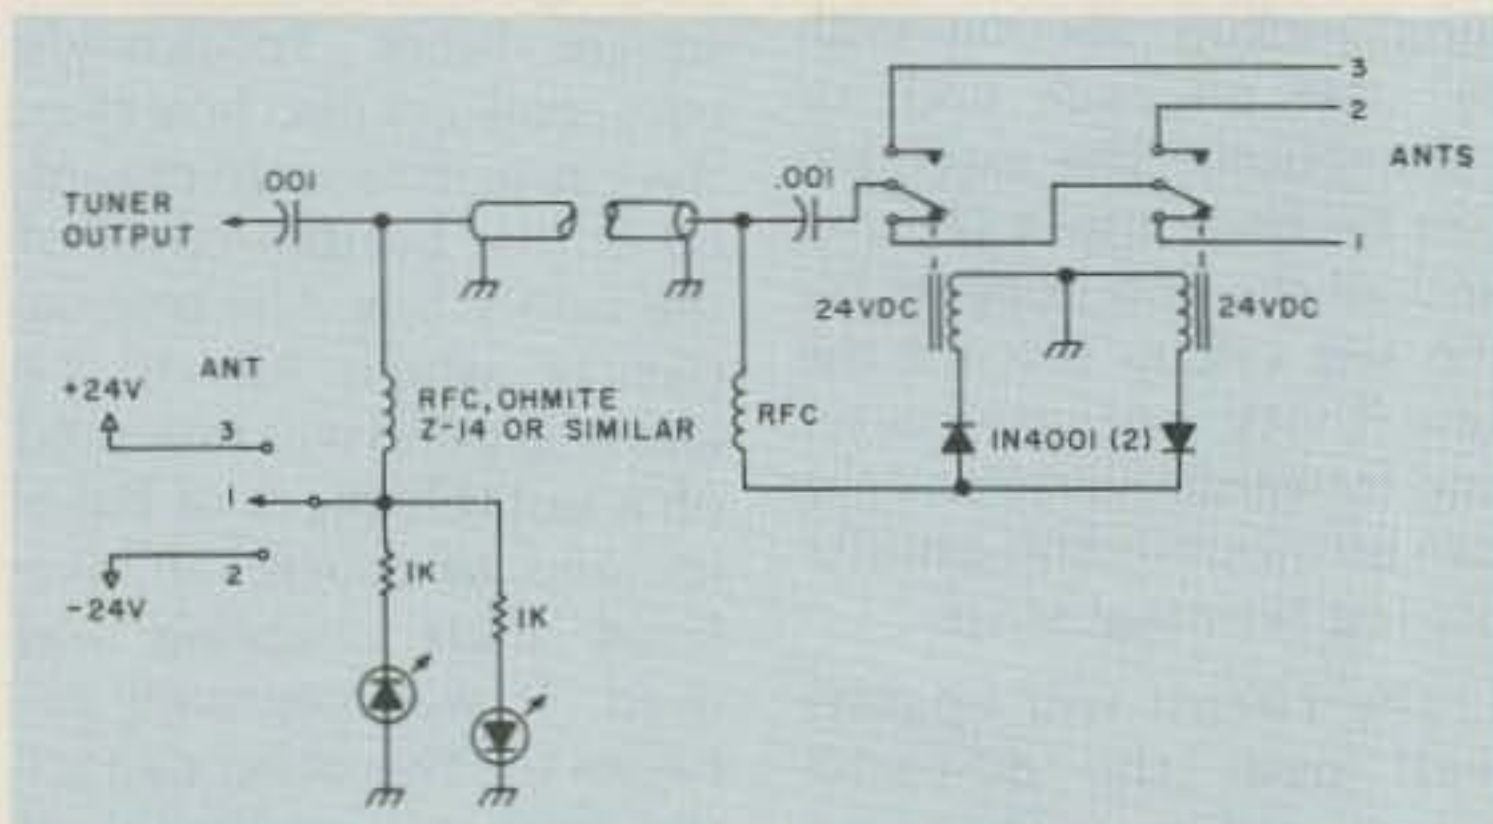 3
2
ANTS
.001
.001
TUNER
OUTPUT
1
24VDC
24VDC
ANT
+24V
RFC, OHMITE
Z-14 OR SIMILAR
3
RFC
IN4001 (2)
1
2
-24V
1K
1K